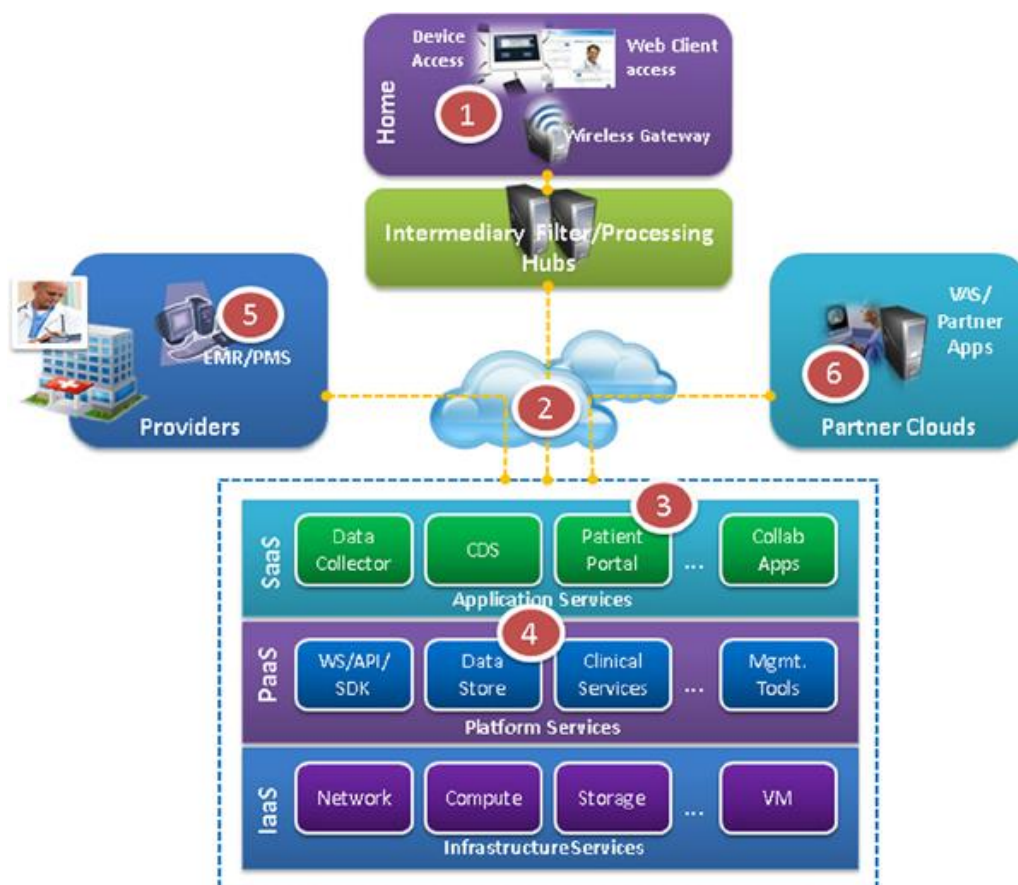 Device
Access
Web Client
access
Home
1
Wireless Gateway
Intermediary Filter/Processing
Hubs
5
EMR/PMS
Providers
2
VAS/
Partner
Apps
6
Partner Clouds
3
SaaS
Data
Collector
CDS
Patient
Portal
...
Collab
Apps
Application Services
4
PaaS
WS/API/
SDK
Data
Store
Clinical
Services
...
Mgmt.
Tools
Platform Services
IaaS
Network
Compute
Storage
...
VM
InfrastructureServices